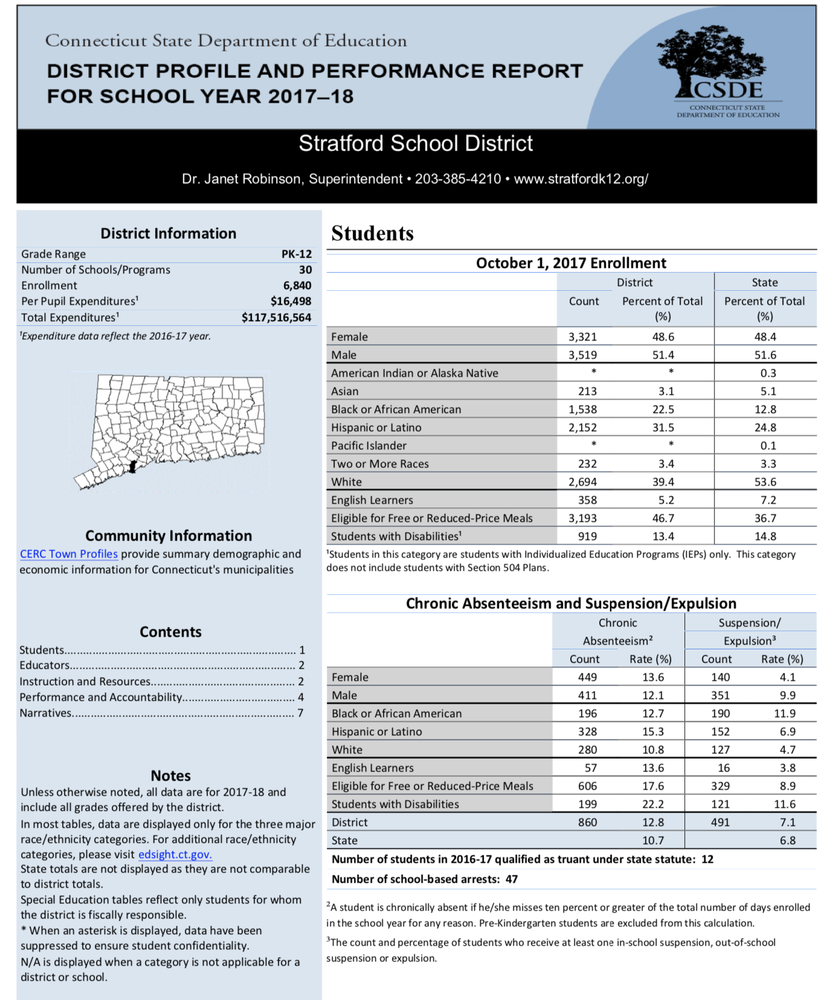 Connecticut State Department of Education
DISTRICT PROFILE AND PERFORMANCE REPORT
FOR SCHOOL YEAR 2017–18
CSDE
CONNECTICUT STATE
DEPARTMENT OF EDUCATION
Stratford School District
Dr. Janet Robinson, Superintendent • 203-385-4210 • www.stratfordk12.org/
District Information
Grade Range PK-12
Number of Schools/Programs 30
Enrollment 6,840
Per Pupil Expenditures¹ $16,498
Total Expenditures¹ $117,516,564
¹Expenditure data reflect the 2016-17 year.
Community Information
CERC Town Profiles provide summary demographic and
economic information for Connecticut's municipalities
Contents
Students........................................................................ 1
Educators...................................................................... 2
Instruction and Resources............................................. 2
Performance and Accountability................................... 4
Narratives..................................................................... 7
Notes
Unless otherwise noted, all data are for 2017-18 and
include all grades offered by the district.
In most tables, data are displayed only for the three major
race/ethnicity categories. For additional race/ethnicity
categories, please visit edsight.ct.gov.
State totals are not displayed as they are not comparable
to district totals.
Special Education tables reflect only students for whom
the district is fiscally responsible.
* When an asterisk is displayed, data have been
suppressed to ensure student confidentiality.
N/A is displayed when a category is not applicable for a
district or school.
Students
October 1, 2017 Enrollment
District State
Count Percent of Total Percent of Total
(%) (%)
Female 3,321 48.6 48.4
Male 3,519 51.4 51.6
American Indian or Alaska Native * * 0.3
Asian 213 3.1 5.1
Black or African American 1,538 22.5 12.8
Hispanic or Latino 2,152 31.5 24.8
Pacific Islander * * 0.1
Two or More Races 232 3.4 3.3
White 2,694 39.4 53.6
English Learners 358 5.2 7.2
Eligible for Free or Reduced-Price Meals 3,193 46.7 36.7
Students with Disabilities¹ 919 13.4 14.8
¹Students in this category are students with Individualized Education Programs (IEPs) only. This category
does not include students with Section 504 Plans.
Chronic Absenteeism and Suspension/Expulsion
Chronic Suspension/
Absenteeism² Expulsion³
Count Rate (%) Count Rate (%)
Female 449 13.6 140 4.1
Male 411 12.1 351 9.9
Black or African American 196 12.7 190 11.9
Hispanic or Latino 328 15.3 152 6.9
White 280 10.8 127 4.7
English Learners 57 13.6 16 3.8
Eligible for Free or Reduced-Price Meals 606 17.6 329 8.9
Students with Disabilities 199 22.2 121 11.6
District 860 12.8 491 7.1
State 10.7 6.8
Number of students in 2016-17 qualified as truant under state statute: 12
Number of school-based arrests: 47
²A student is chronically absent if he/she misses ten percent or greater of the total number of days enrolled
in the school year for any reason. Pre-Kindergarten students are excluded from this calculation.
³The count and percentage of students who receive at least one in-school suspension, out-of-school
suspension or expulsion.